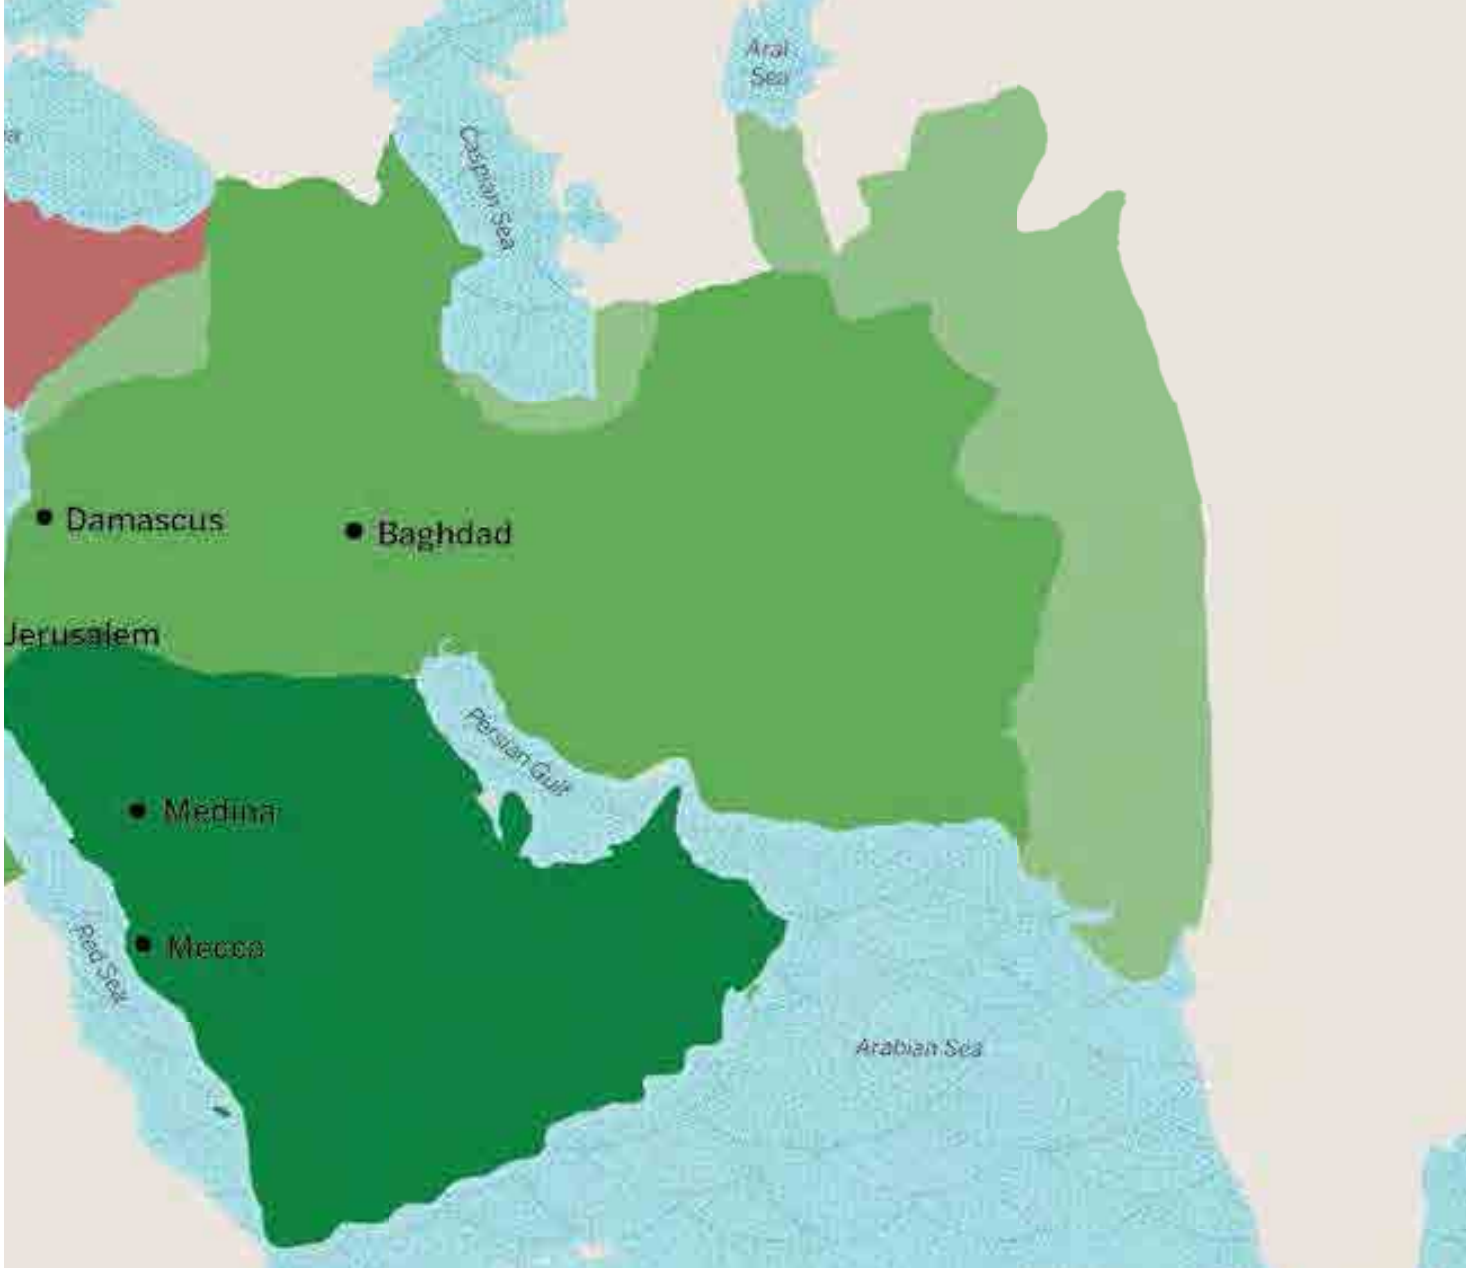 Aral
Sea
Caspian Sea
Damascus
Baghdad
Jerusalem
Persian Gulf
Medina
Mecca
Red Sea
Arabian Sea